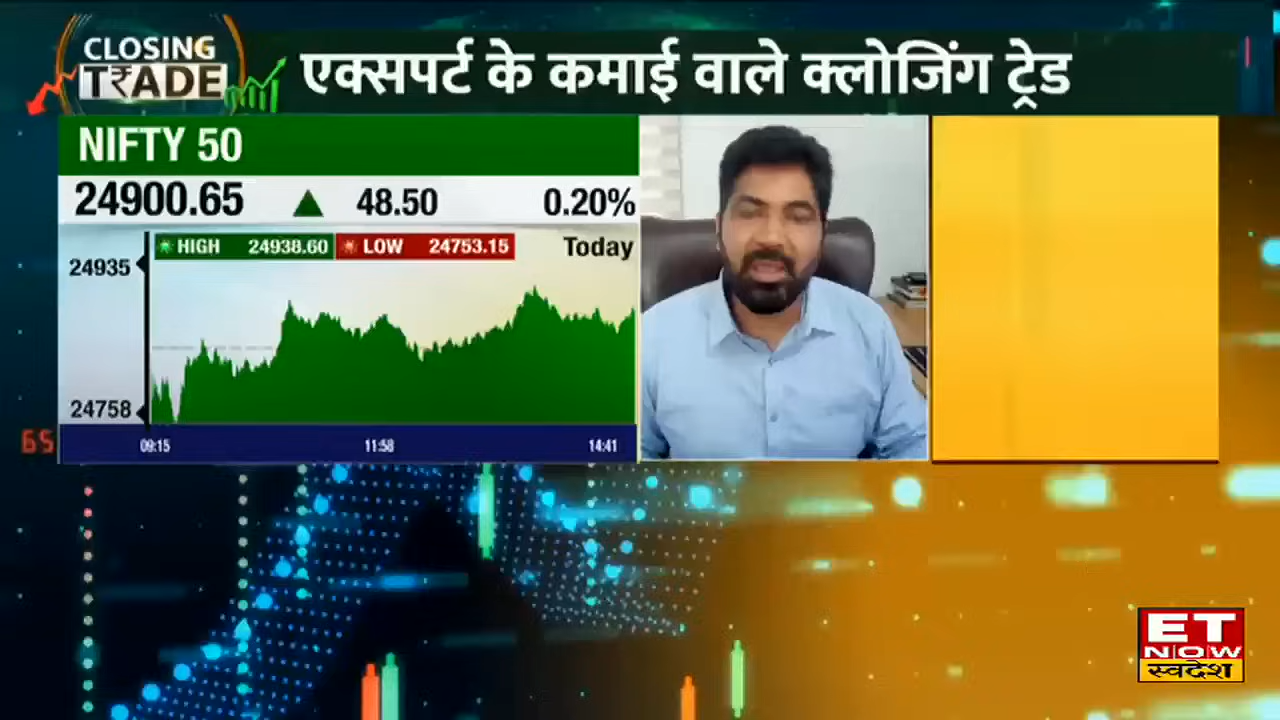 CLOSING
TRADE
एक्सपर्ट के कमाई वाले क्लोजिंग ट्रेड
NIFTY 50
24900.65 ▲ 48.50 0.20%
HIGH 24938.60 LOW 24753.15 Today
24935
24758
09:15 11:58 14:41
65
ET
NOW
स्वदेश